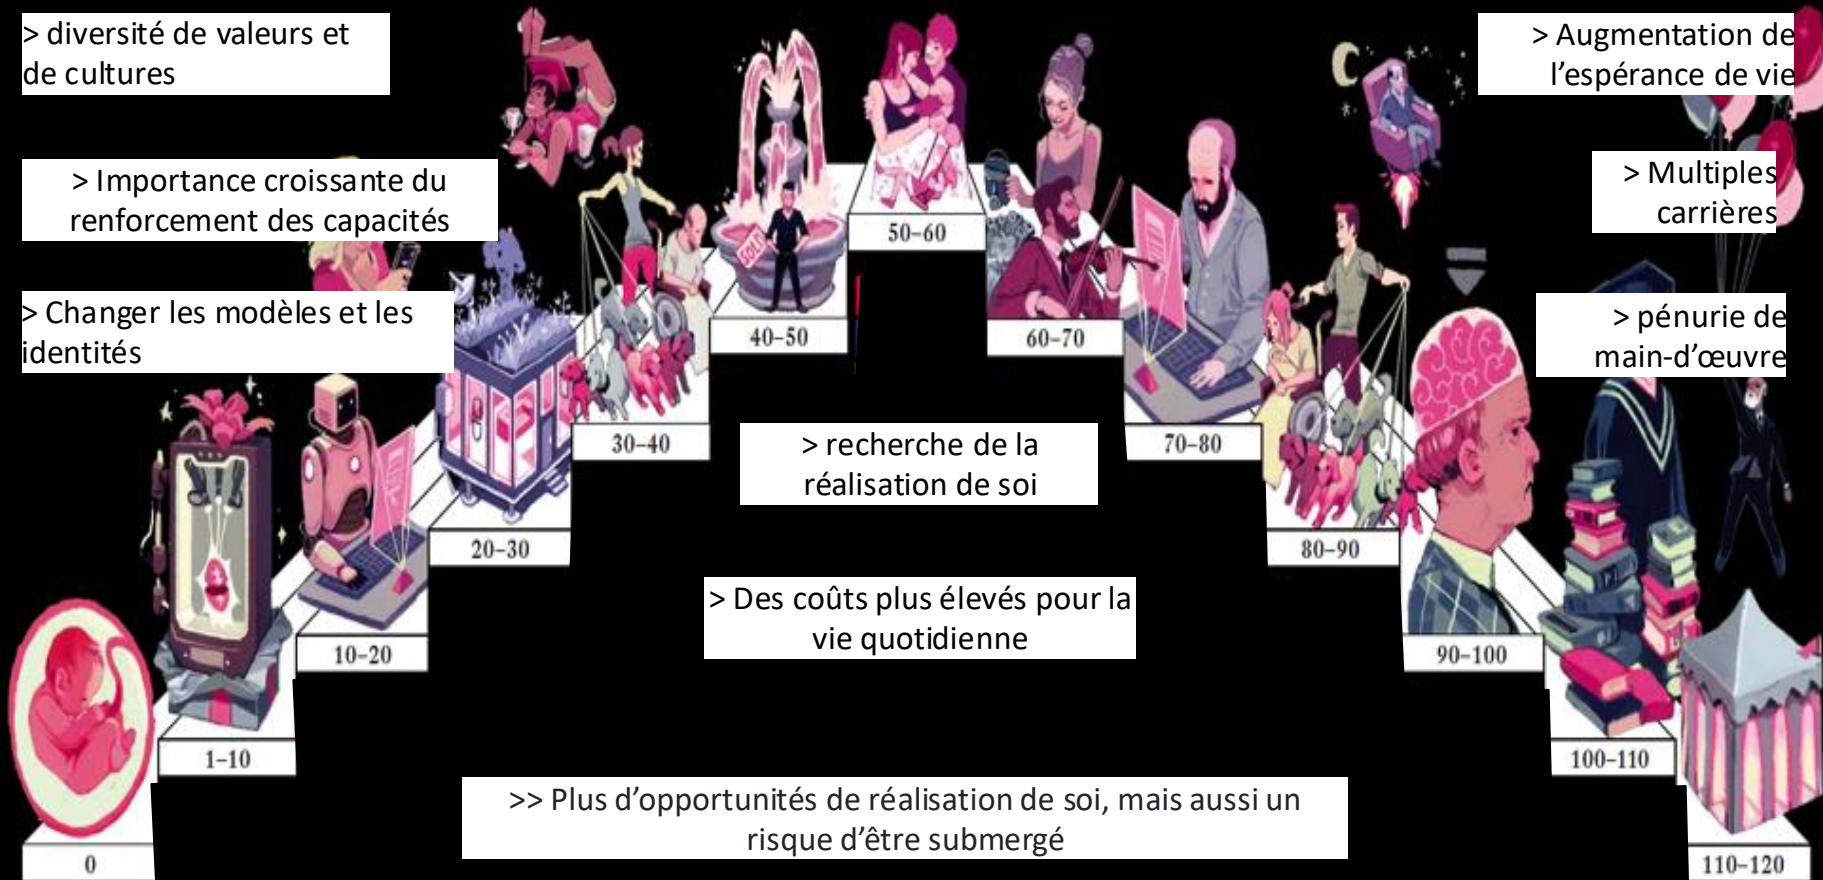 > diversité de valeurs et
de cultures
> Importance croissante du
renforcement des capacités
> Changer les modèles et les
identités
> Augmentation de
l’espérance de vie
> Multiples
carrières
> pénurie de
main-d’œuvre
> recherche de la
réalisation de soi
> Des coûts plus élevés pour la
vie quotidienne
>> Plus d’opportunités de réalisation de soi, mais aussi un
risque d’être submergé
0
1–10
10–20
20–30
30–40
40–50
SOLD
50–60
60–70
70–80
80–90
90–100
100–110
110–120